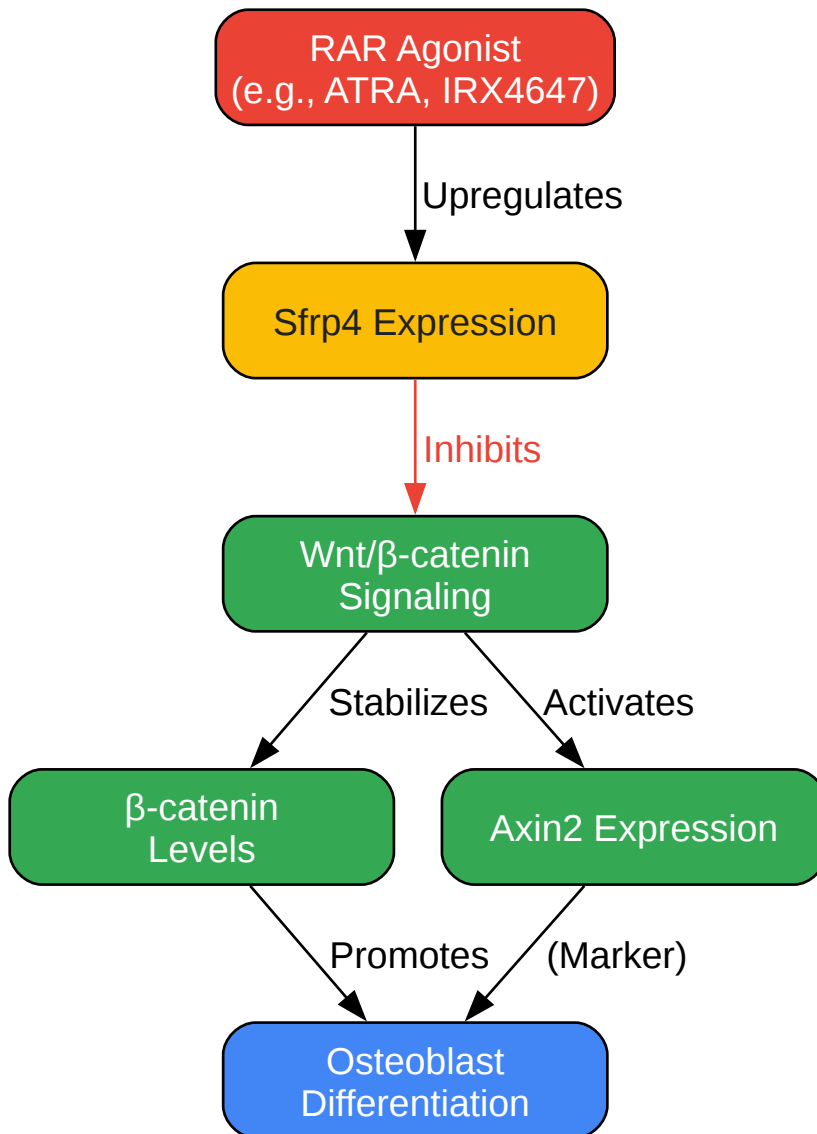 RAR Agonist
(e.g., ATRA, IRX4647)
Upregulates
Sfrp4 Expression
Inhibits
Wnt/β-catenin
Signaling
Stabilizes
Activates
β-catenin
Levels
Axin2 Expression
Promotes
(Marker)
Osteoblast
Differentiation